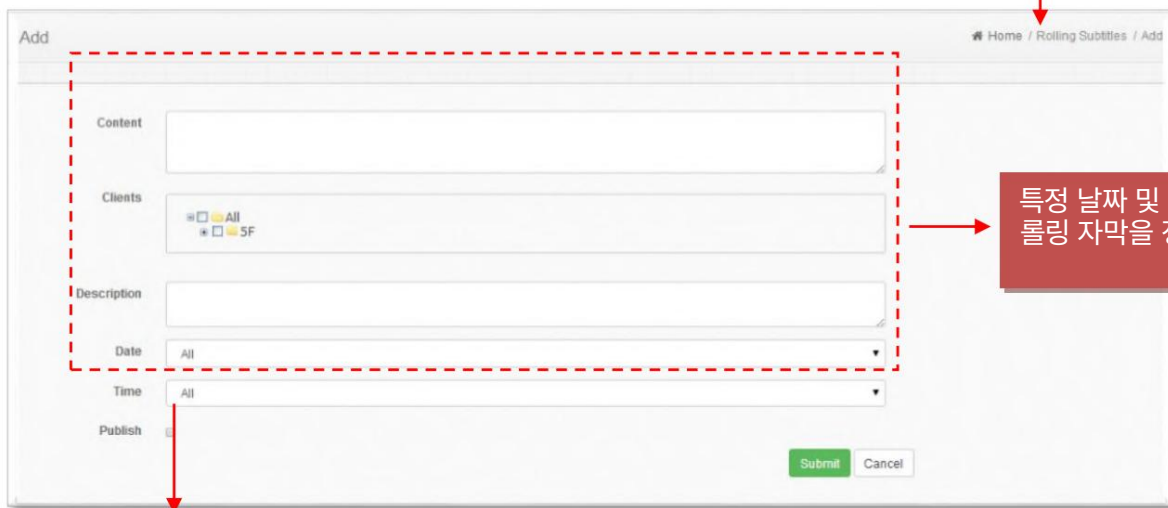 Add
Home / Rolling Subtitles / Add
Content
Clients
All
5F
특정 날짜 및
롤링 자막을
Description
Date
All
Time
All
Publish
Submit
Cancel